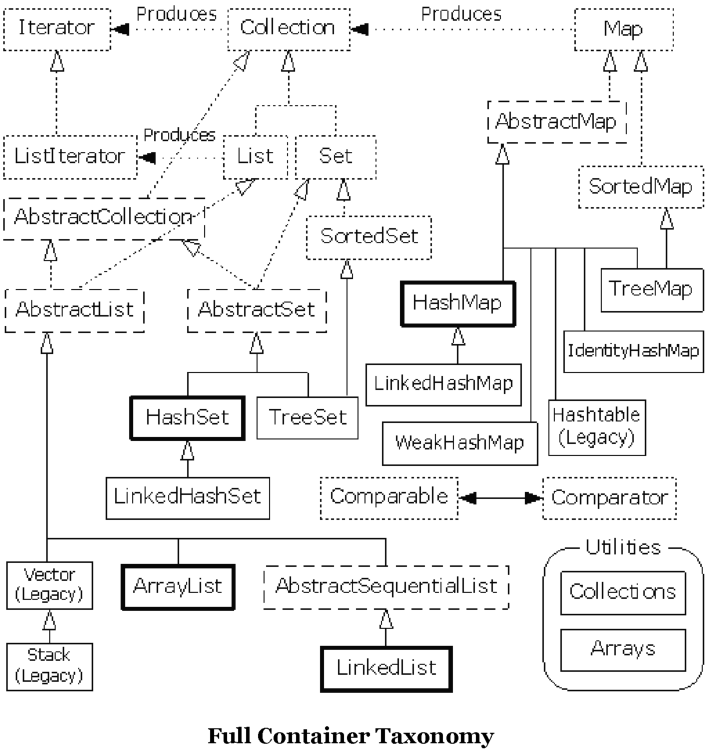 Iterator
Produces
Collection
Produces
Map
ListIterator
Produces
List
Set
AbstractMap
SortedMap
AbstractCollection
SortedSet
AbstractList
AbstractSet
HashMap
TreeMap
IdentityHashMap
LinkedHashMap
HashSet
TreeSet
Hashtable
(Legacy)
WeakHashMap
LinkedHashSet
Comparable
Comparator
Utilities
Collections
Arrays
Vector
(Legacy)
ArrayList
AbstractSequentialList
Stack
(Legacy)
LinkedList
Full Container Taxonomy